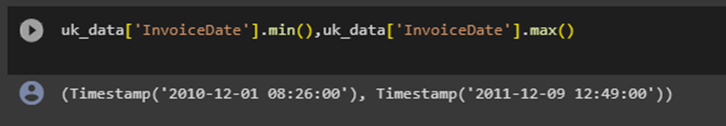 uk_data['InvoiceDate'].min(),uk_data['InvoiceDate'].max()
(Timestamp('2010-12-01 08:26:00'), Timestamp('2011-12-09 12:49:00'))